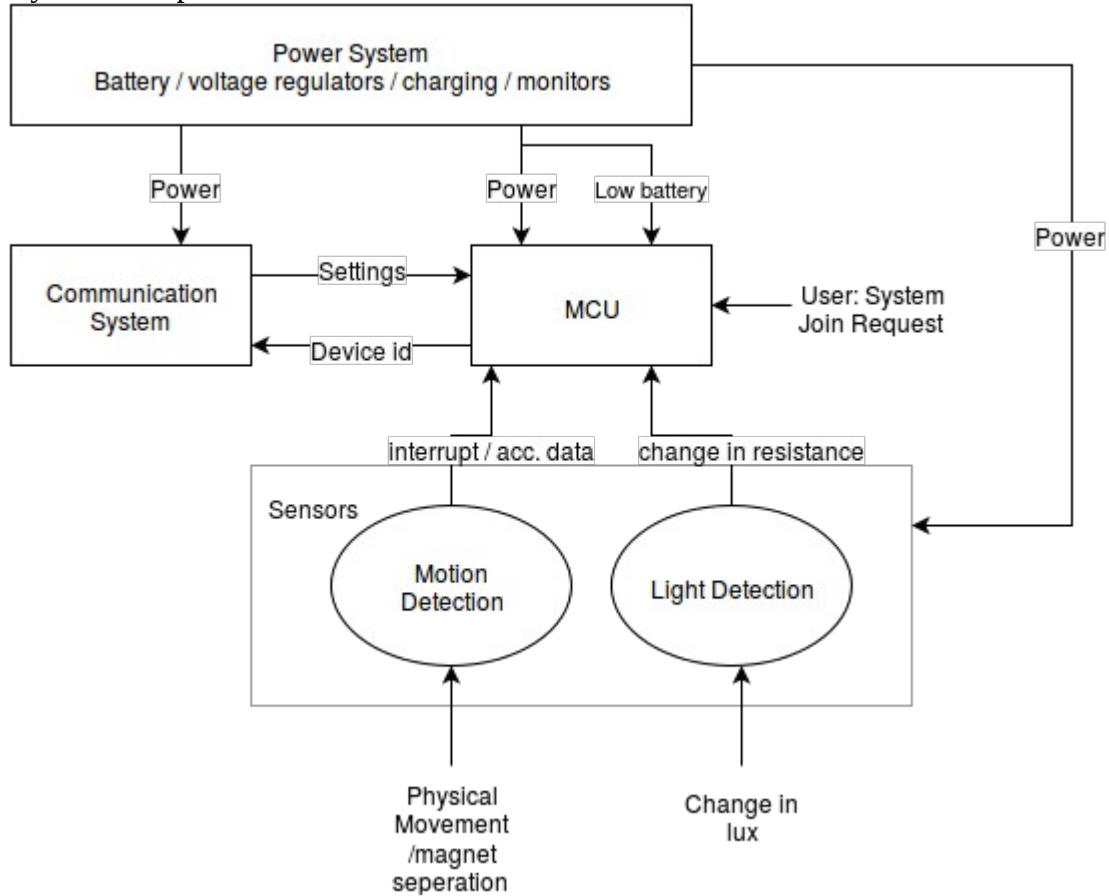 Power System
Battery / voltage regulators / charging / monitors
Power
Power
Low battery
Power
Communication
System
Settings
Device id
MCU
User: System
Join Request
interrupt / acc. data
change in resistance
Sensors
Motion
Detection
Light Detection
Physical
Movement
/magnet
seperation
Change in
lux